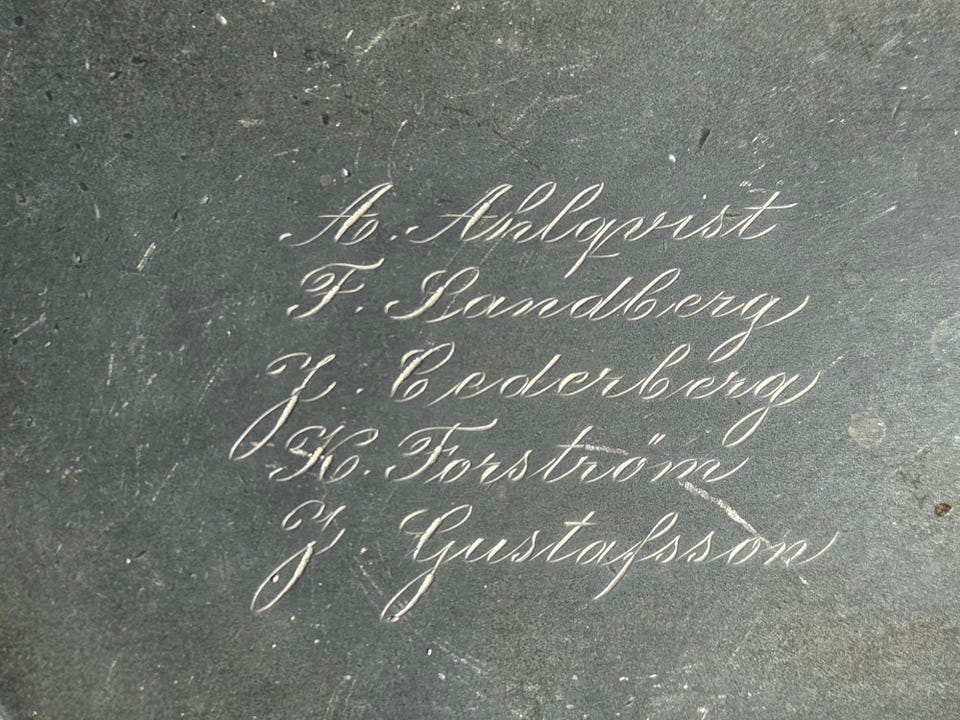 A. Ahlqvist
F. Sandberg
J. Cederberg
K. Forström
J. Gustafsson